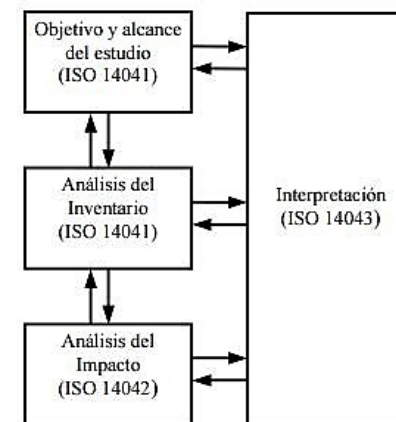 Objetivo y alcance
del estudio
(ISO 14041)
Análisis del
Inventario
(ISO 14041)
Interpretación
(ISO 14043)
Análisis del
Impacto
(ISO 14042)